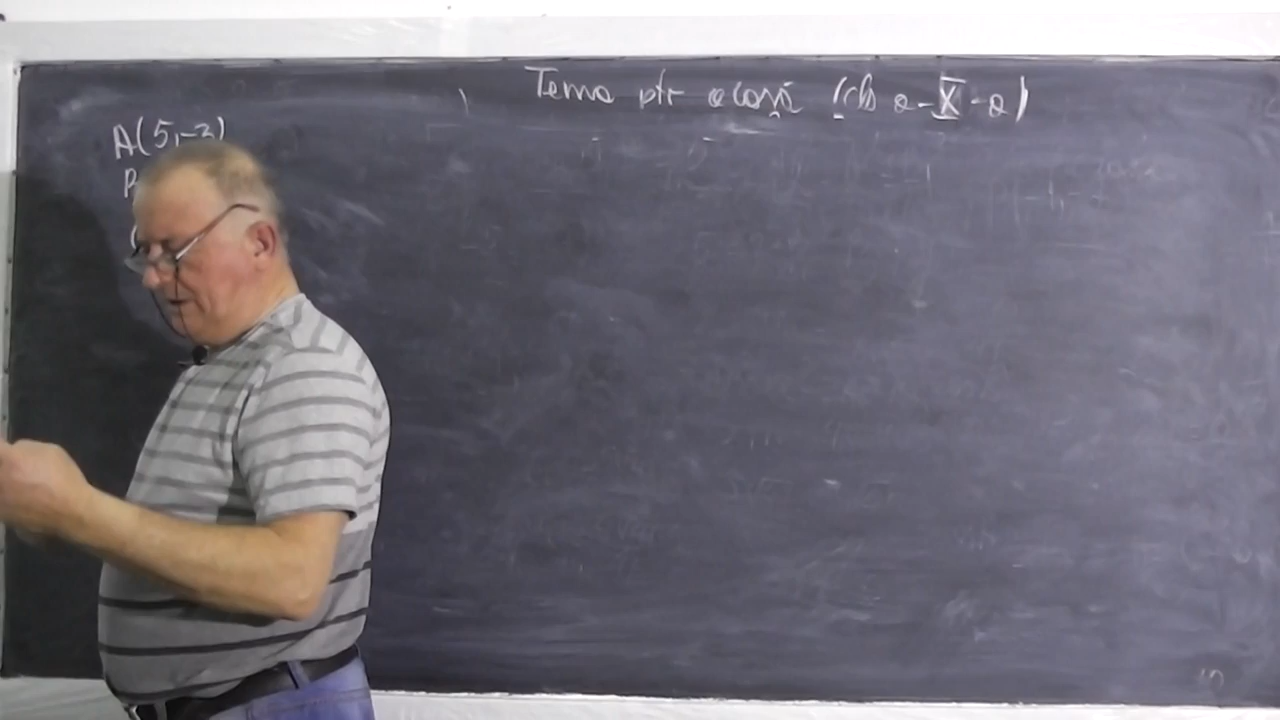 Tema ptr acasă (cls a-X-a)
A(5,-3)